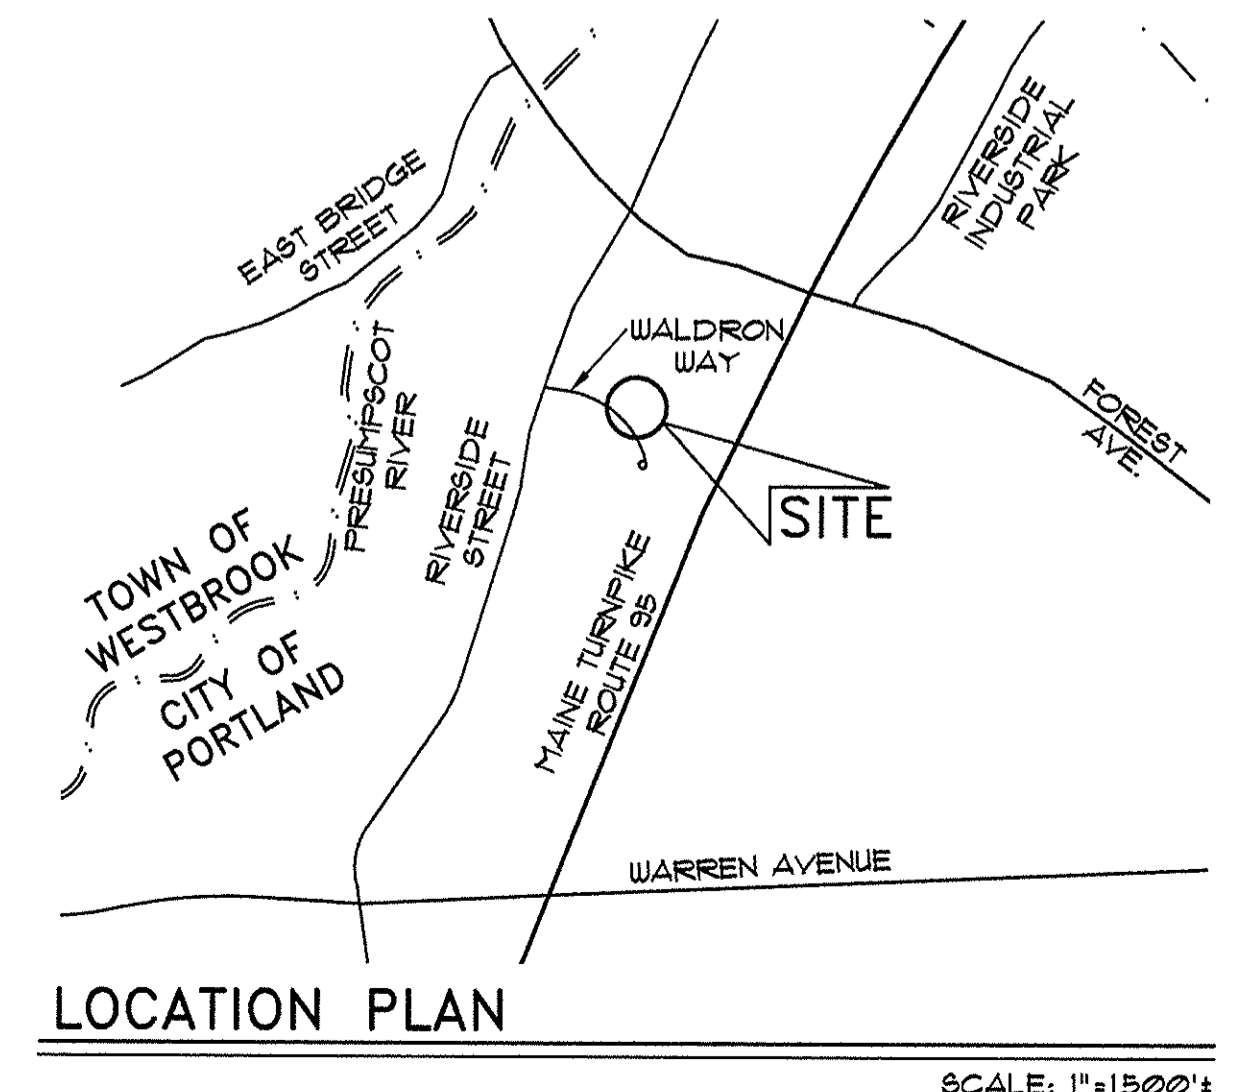 RIVERSIDE
INDUSTRIAL
PARK
EAST BRIDGE
STREET
WALDRON
WAY
PRESUMPSCOT
RIVER
RIVERSIDE
STREET
FOREST
AVE.
SITE
TOWN OF
WESTBROOK
CITY OF
PORTLAND
MAINE TURNPIKE
ROUTE 95
WARREN AVENUE
LOCATION PLAN
SCALE: 1"=1500'±